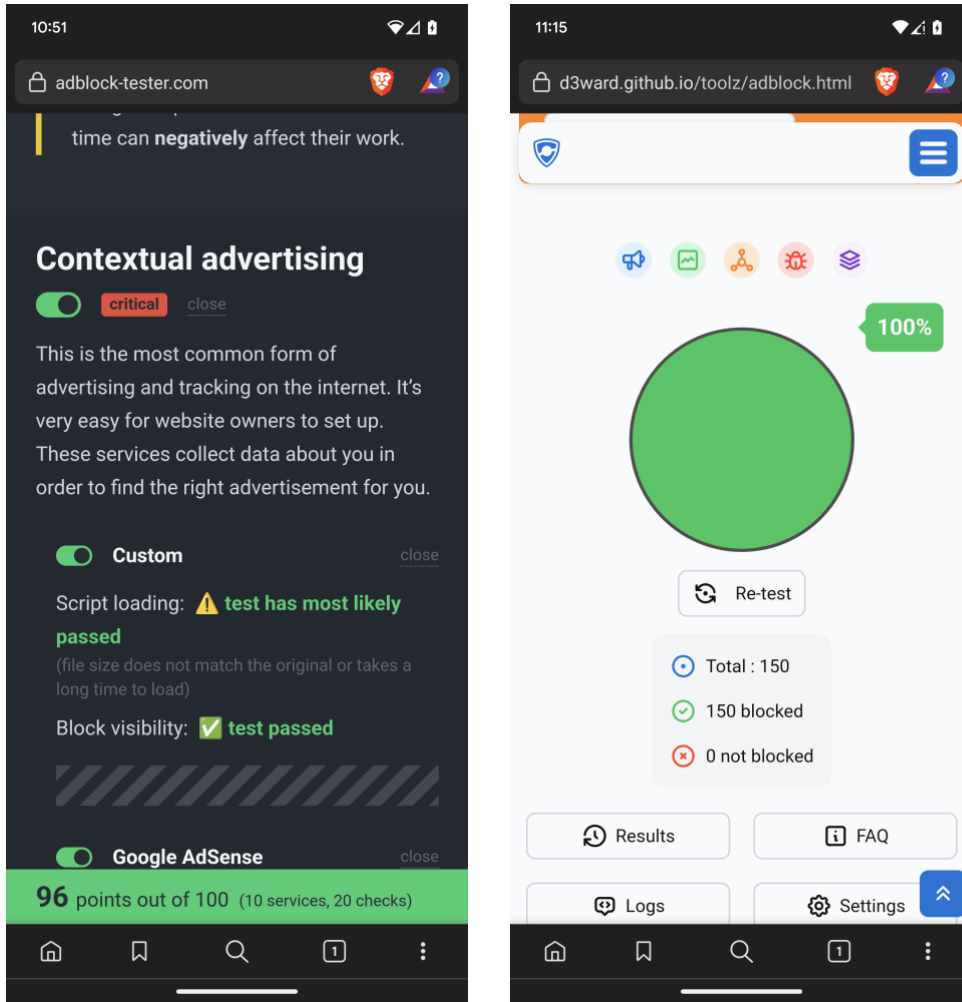 10:51
adblock-tester.com
?
time can negatively affect their work.
Contextual advertising
critical close
This is the most common form of
advertising and tracking on the internet. It's
very easy for website owners to set up.
These services collect data about you in
order to find the right advertisement for you.
Custom close
Script loading: ⚠️ test has most likely
passed
(file size does not match the original or takes a
long time to load)
Block visibility: ✅ test passed
Google AdSense close
96 points out of 100 (10 services, 20 checks)
1
11:15
d3ward.github.io/toolz/adblock.html
?
100%
Re-test
Total : 150
150 blocked
0 not blocked
Results
FAQ
Logs
Settings
1